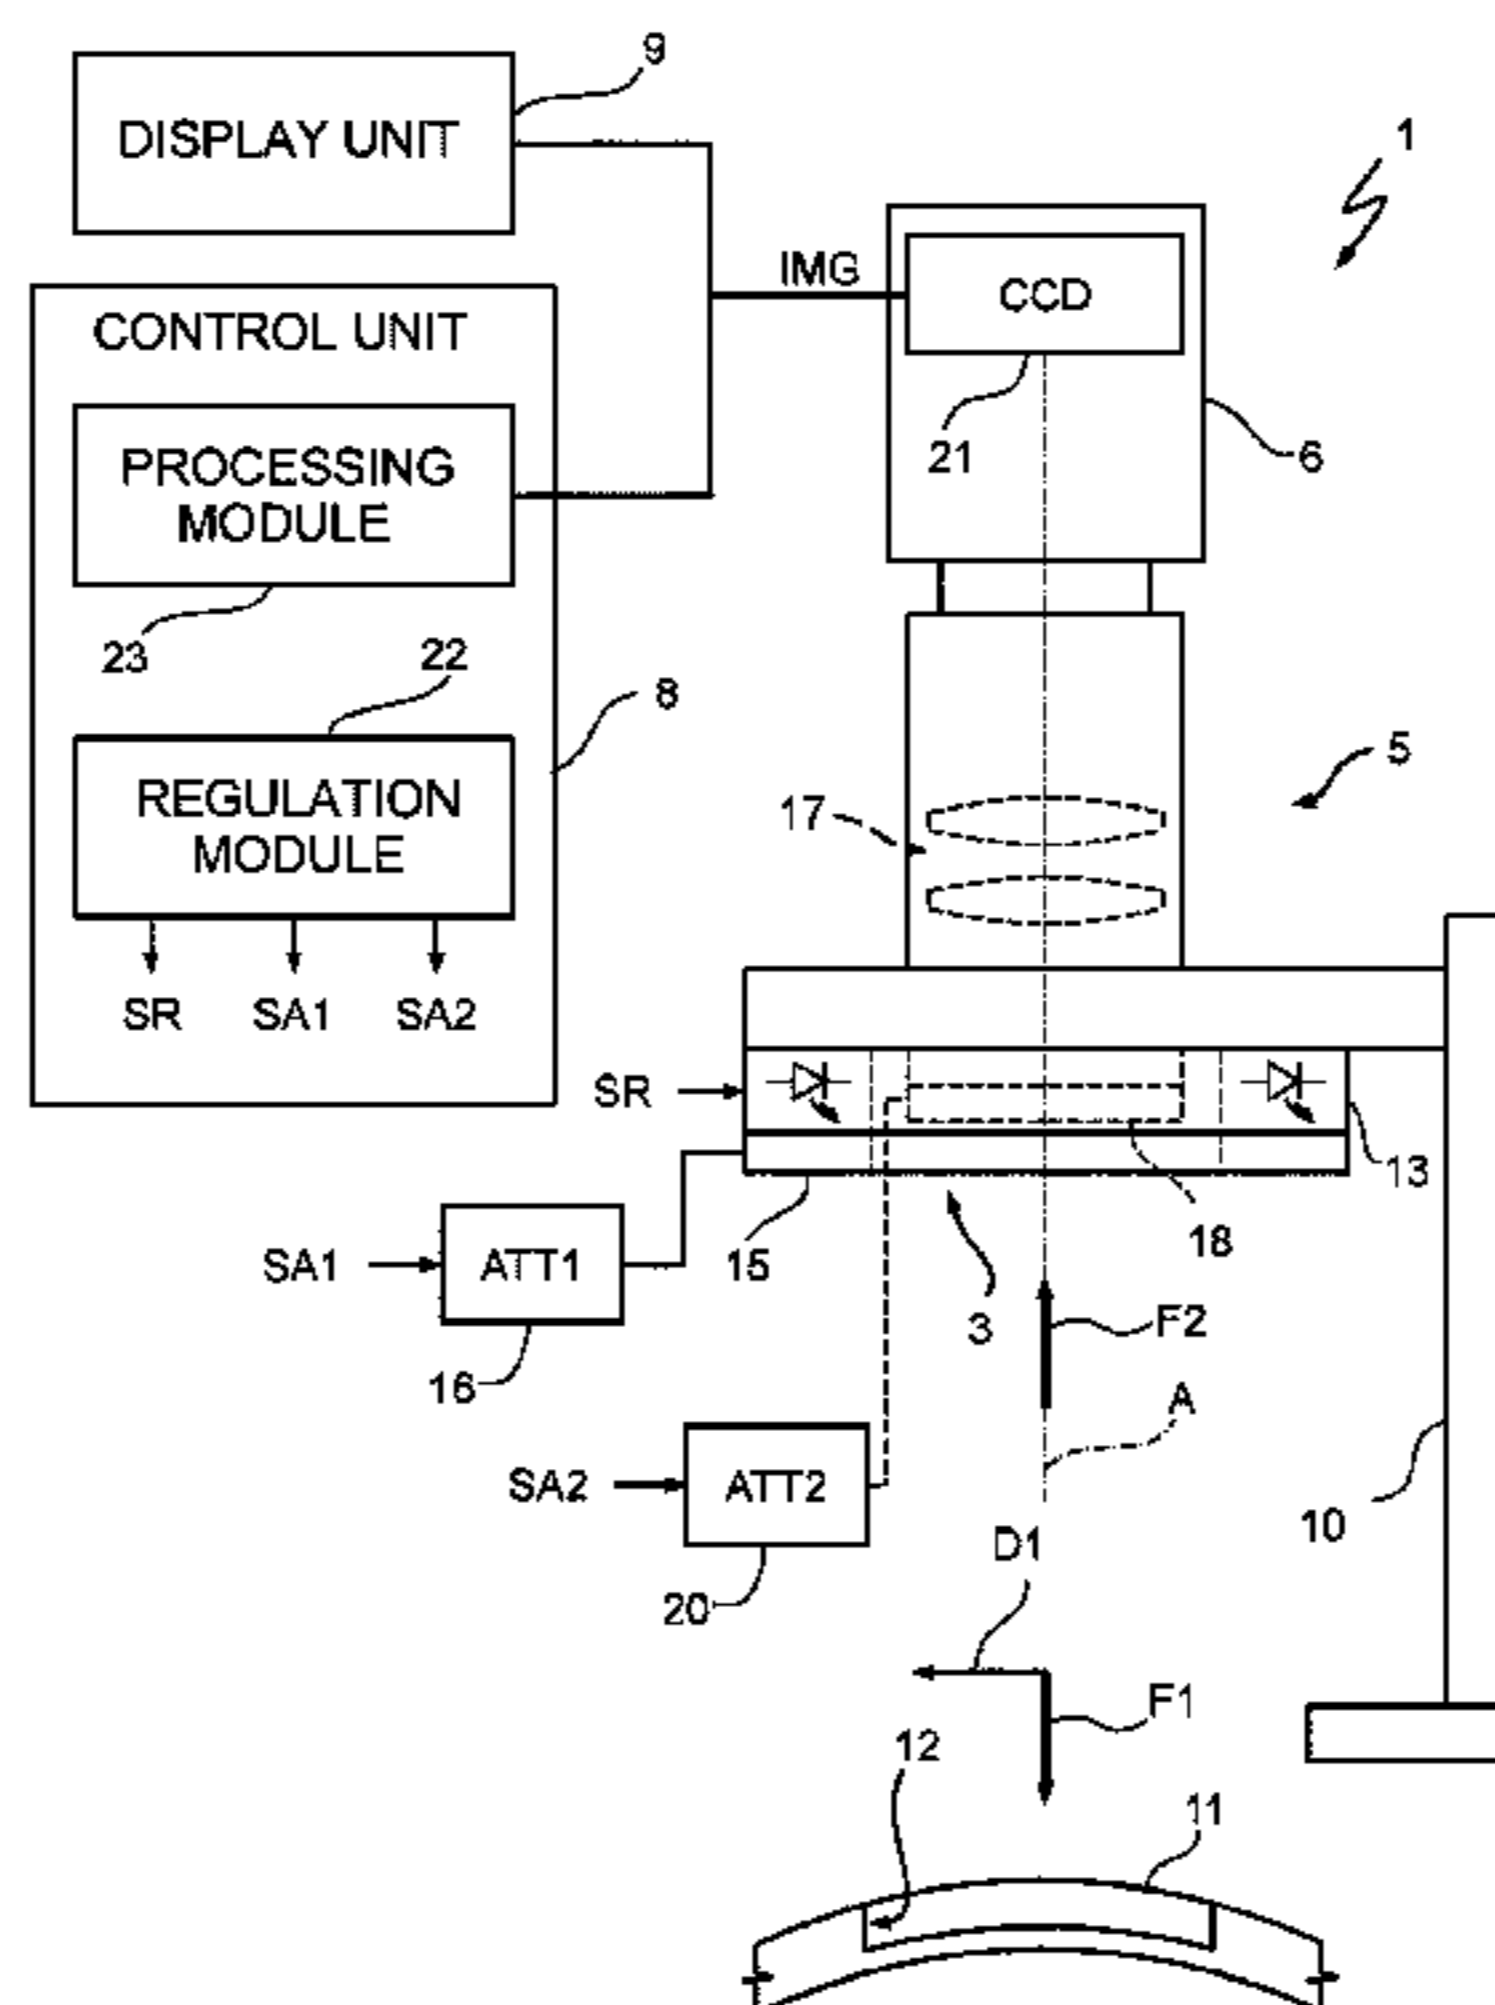 9
DISPLAY UNIT
1
IMG
CCD
CONTROL UNIT
21
6
PROCESSING
MODULE
23
22
8
5
REGULATION
MODULE
17
SR SA1 SA2
SR
13
18
15
SA1
ATT1
3
F2
16
A
SA2
ATT2
10
D1
20
F1
12
11